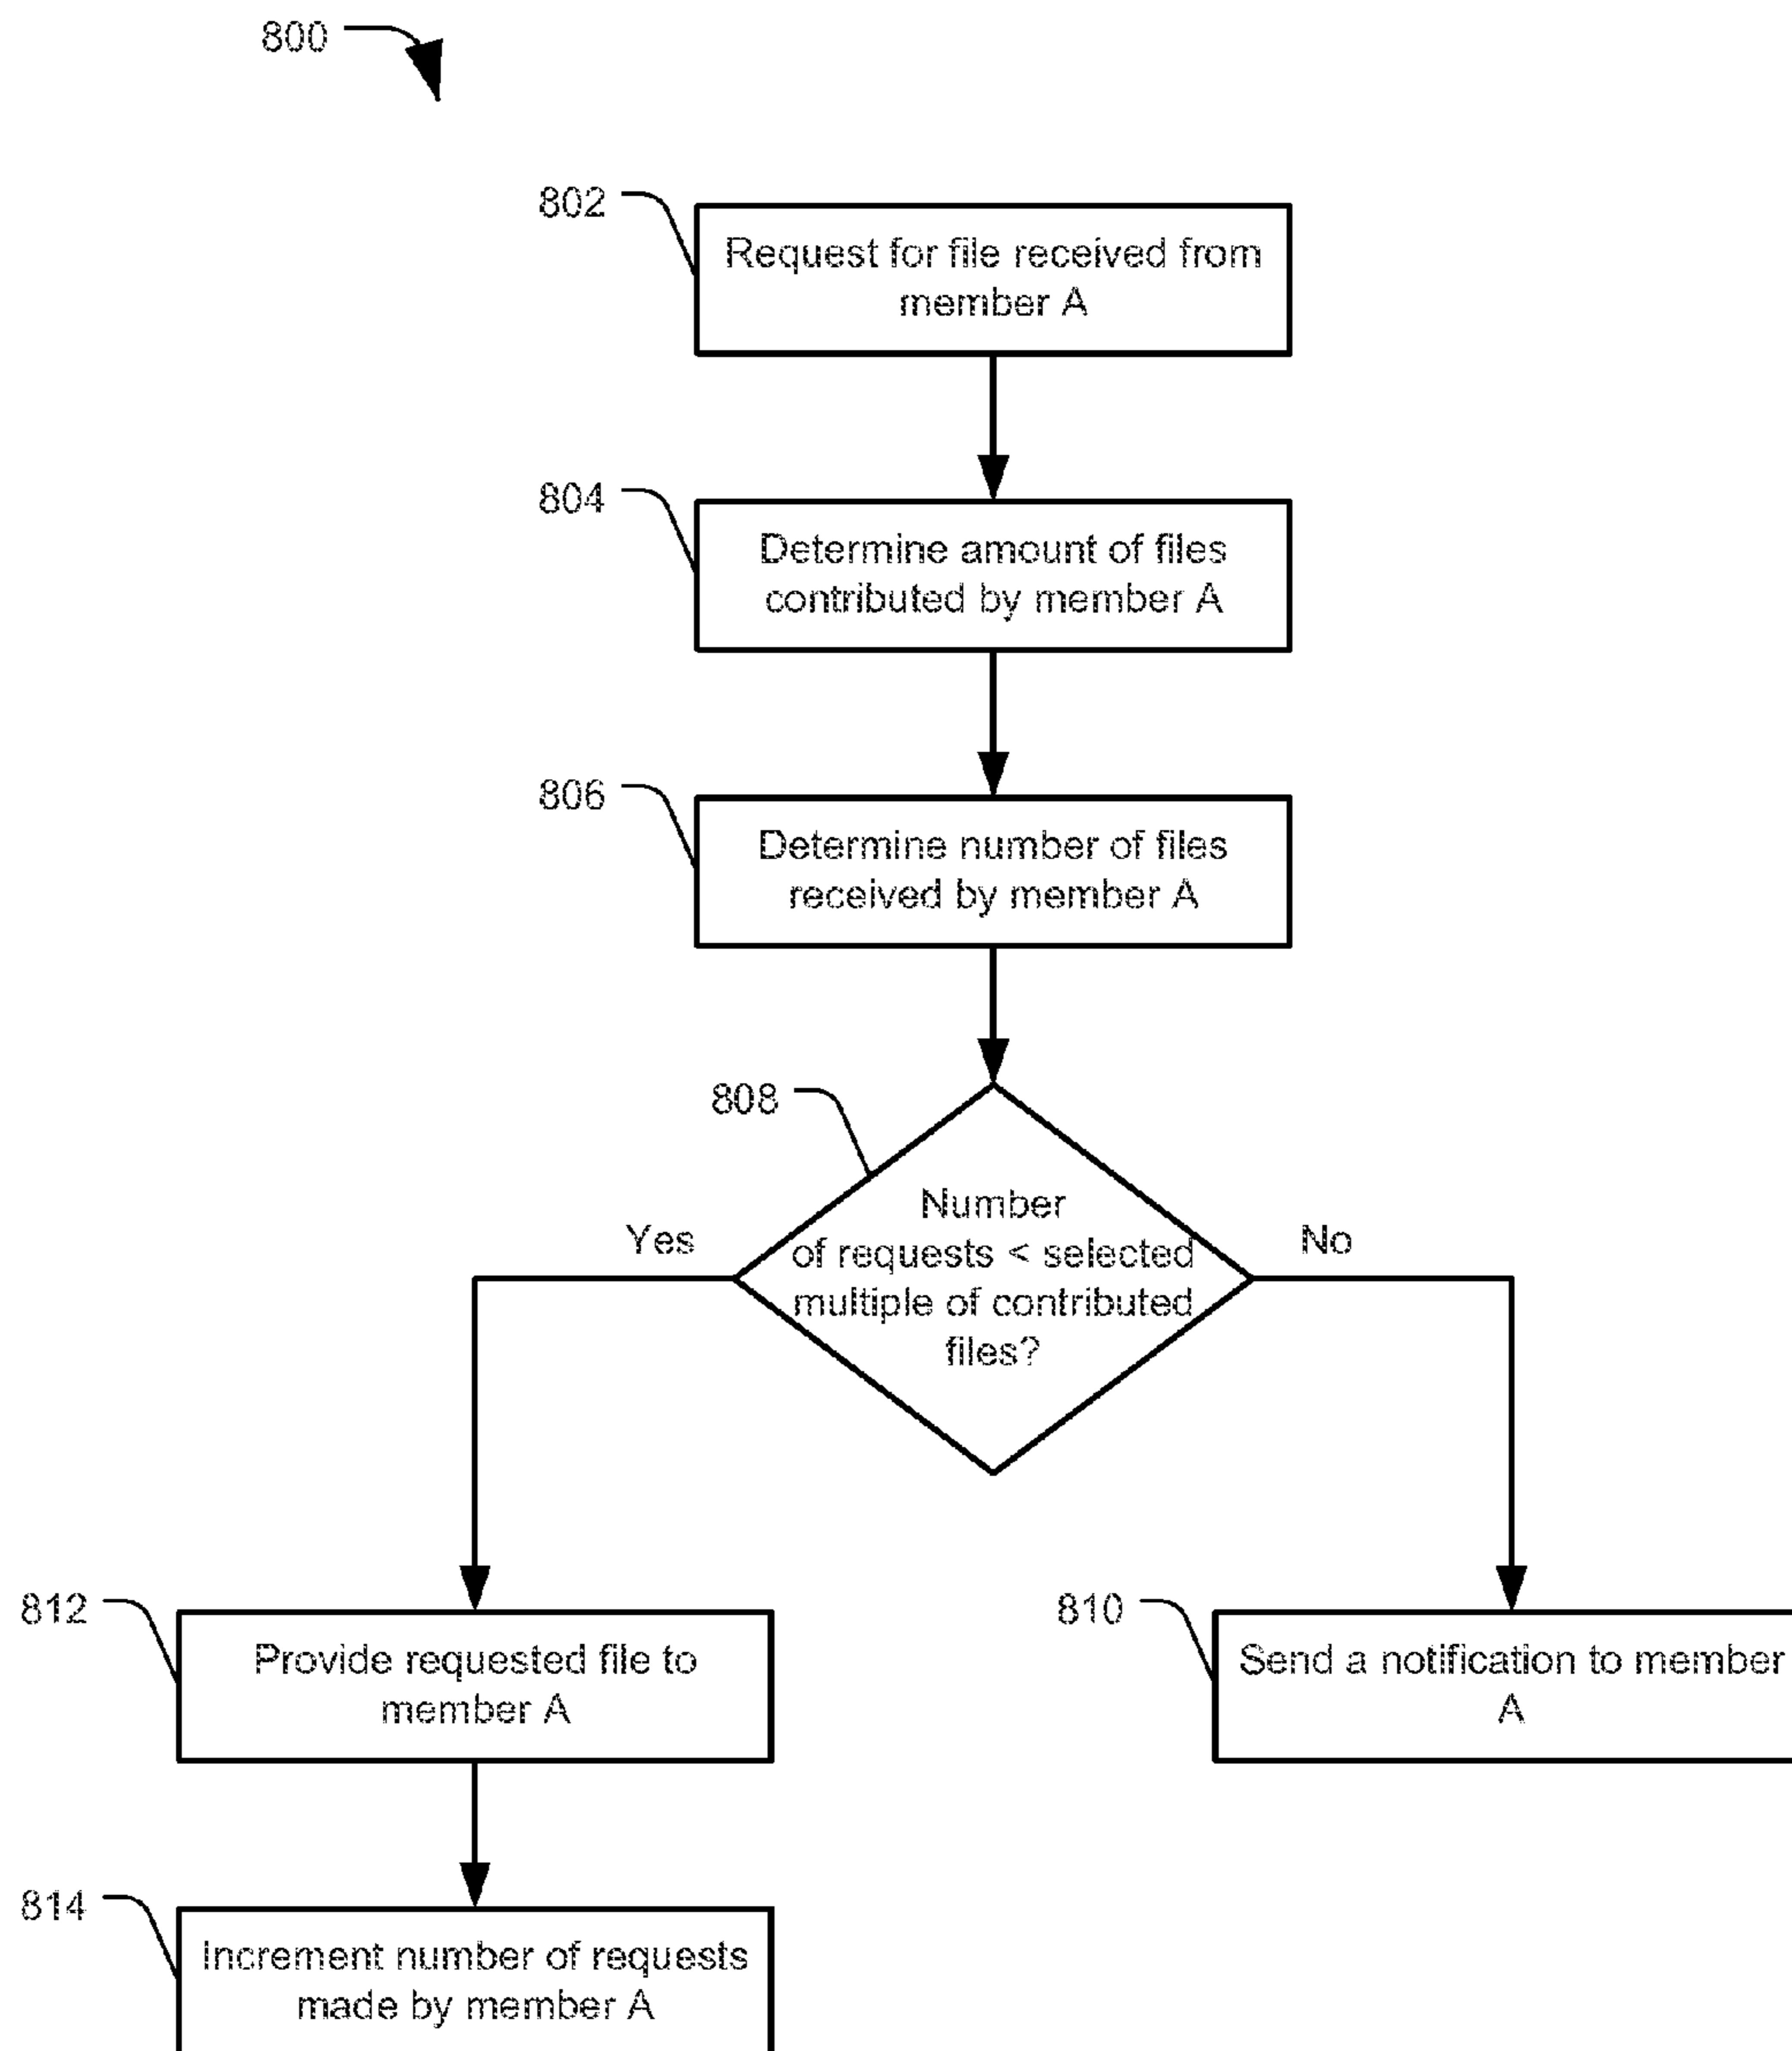 800
802
Request for file received from
member A
804
Determine amount of files
contributed by member A
806
Determine number of files
received by member A
808
Number
of requests < selected
multiple of contributed
files?
Yes
No
812
Provide requested file to
member A
810
Send a notification to member
A
814
Increment number of requests
made by member A